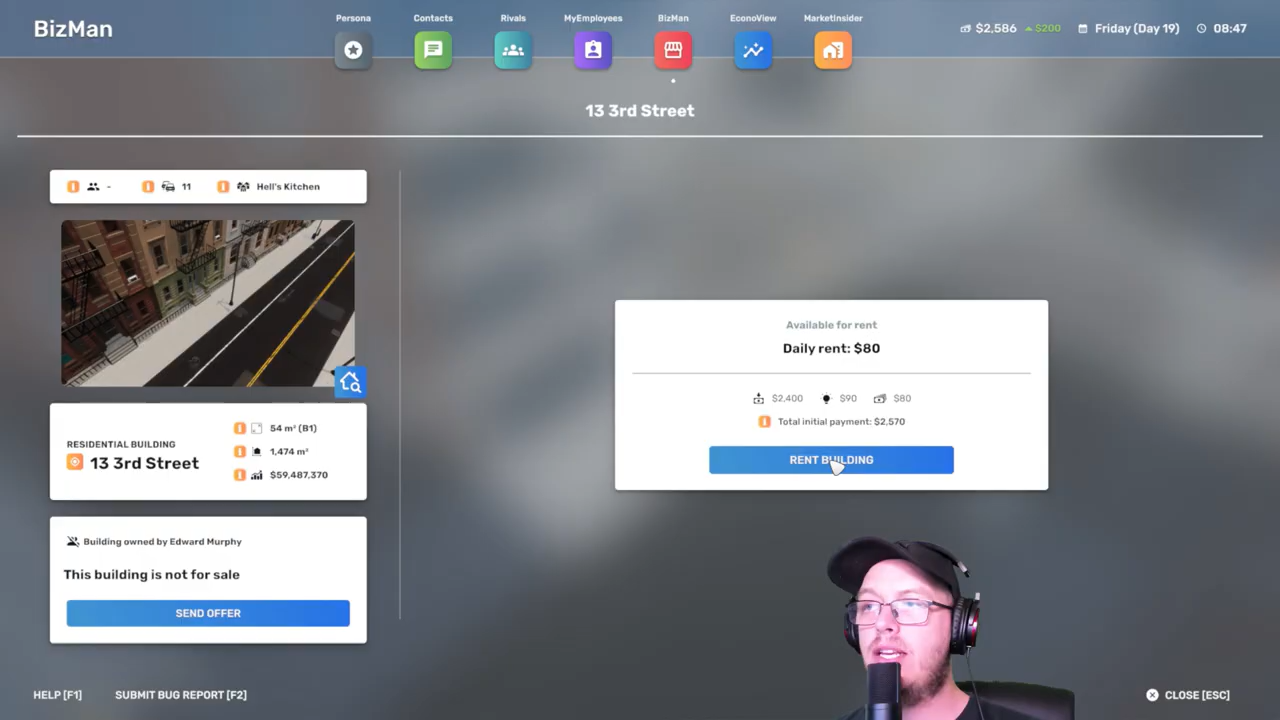 BizMan
Persona
Contacts
Rivals
MyEmployees
BizMan
EconoView
MarketInsider
$2,586 $200
Friday (Day 19)
08:47
13 3rd Street
-
11
Hell's Kitchen
RESIDENTIAL BUILDING
13 3rd Street
54 m² (B1)
1,474 m²
$59,487,370
Building owned by Edward Murphy
This building is not for sale
SEND OFFER
Available for rent
Daily rent: $80
$2,400 $90 $80
Total initial payment: $2,570
RENT BUILDING
HELP [F1]
SUBMIT BUG REPORT [F2]
CLOSE [ESC]